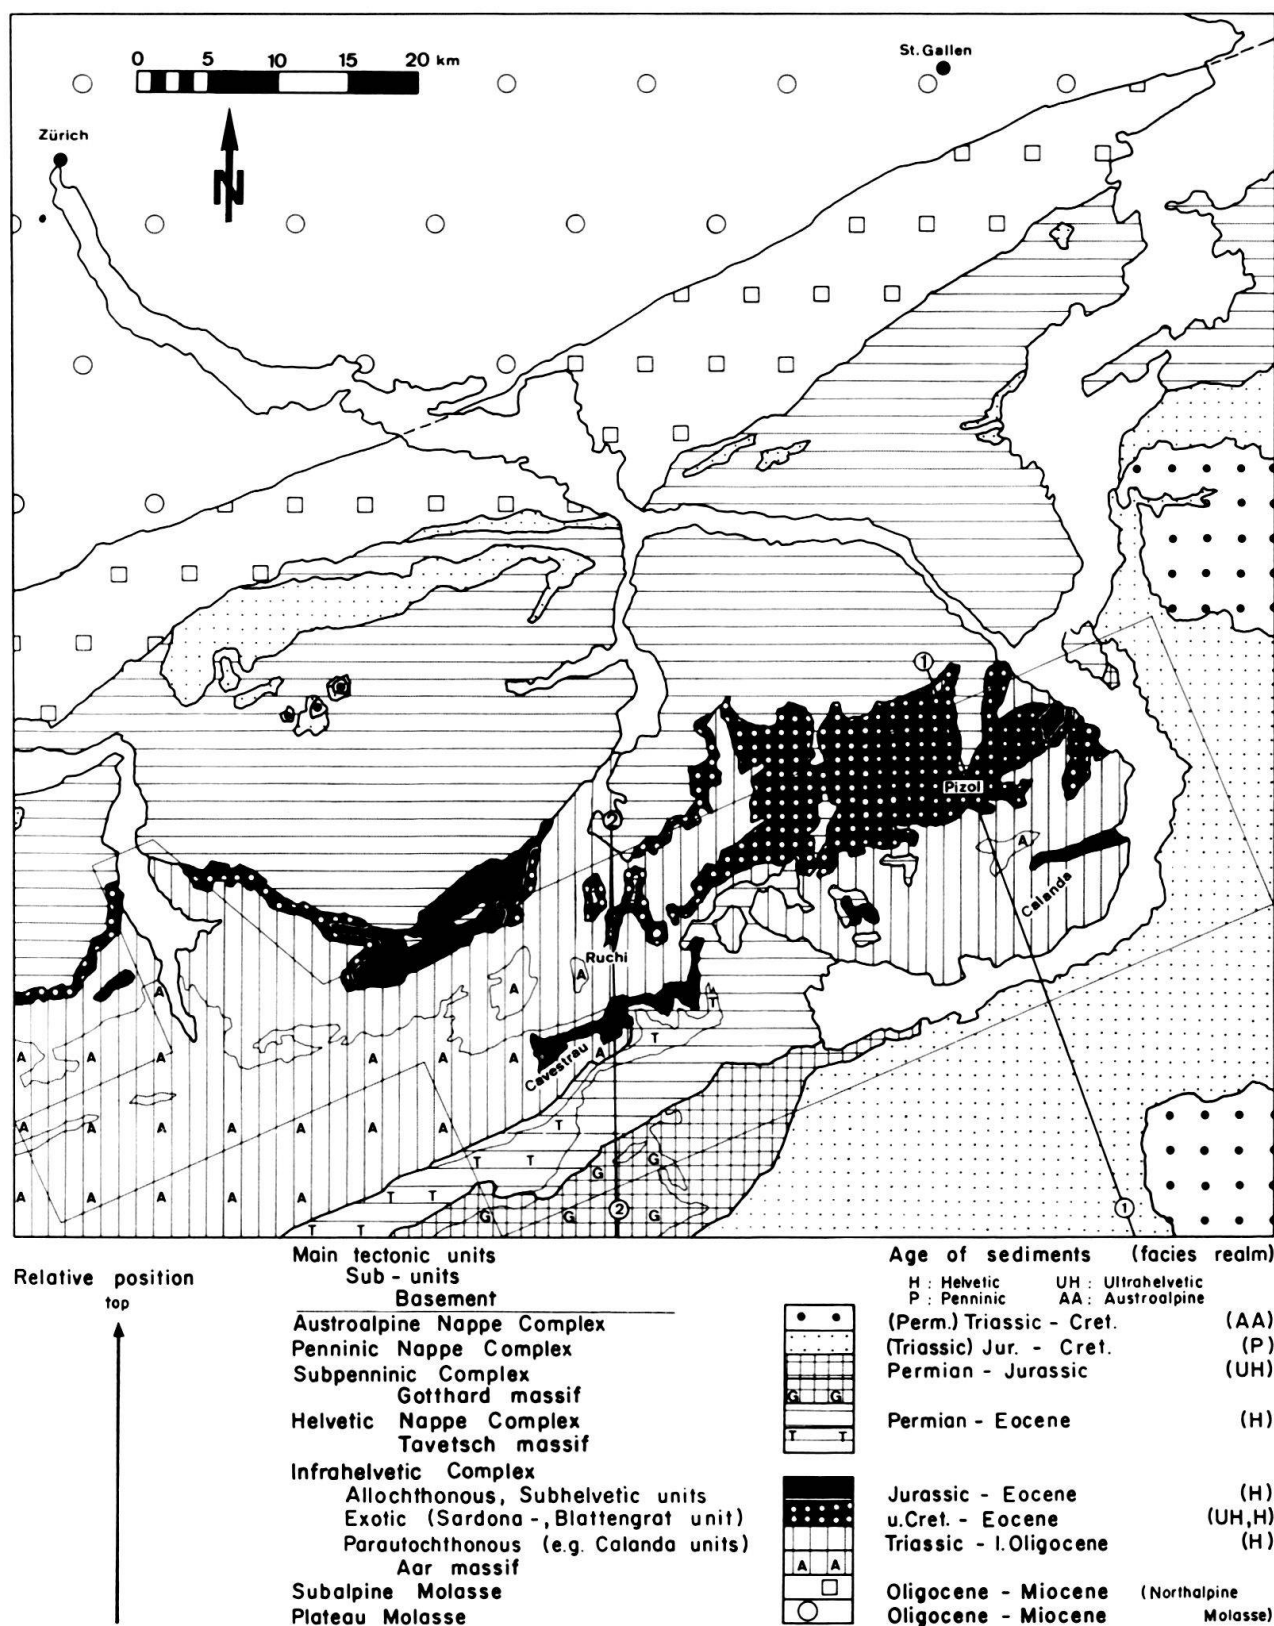 0 5 10 15 20 km
St. Gallen
Zürich
N
1
Pizol
2
A
Calanda
Ruchi
A
A
A
T
A A A A A A A
T
Cavestrau
A A A A A A A
T
T T
G G
A A A A A
T T
G G G
2
1
T T
Main tectonic units
Sub - units
Basement
Relative position
top
Age of sediments (facies realm)
H : Helvetic UH : Ultrahelvetic
P : Penninic AA : Austroalpine
Austroalpine Nappe Complex (Perm.) Triassic - Cret. (AA)
Penninic Nappe Complex (Triassic) Jur. - Cret. (P)
Subpenninic Complex Permian - Jurassic (UH)
Gotthard massif G G
Helvetic Nappe Complex Permian - Eocene (H)
Tavetsch massif T T
Infrahelvetic Complex
Allochthonous, Subhelvetic units Jurassic - Eocene (H)
Exotic (Sardona-, Blattengrat unit) u.Cret. - Eocene (UH,H)
Parautochthonous (e.g. Calanda units) Triassic - l.Oligocene (H)
Aar massif A A
Subalpine Molasse Oligocene - Miocene (Northalpine
Plateau Molasse Oligocene - Miocene Molasse)